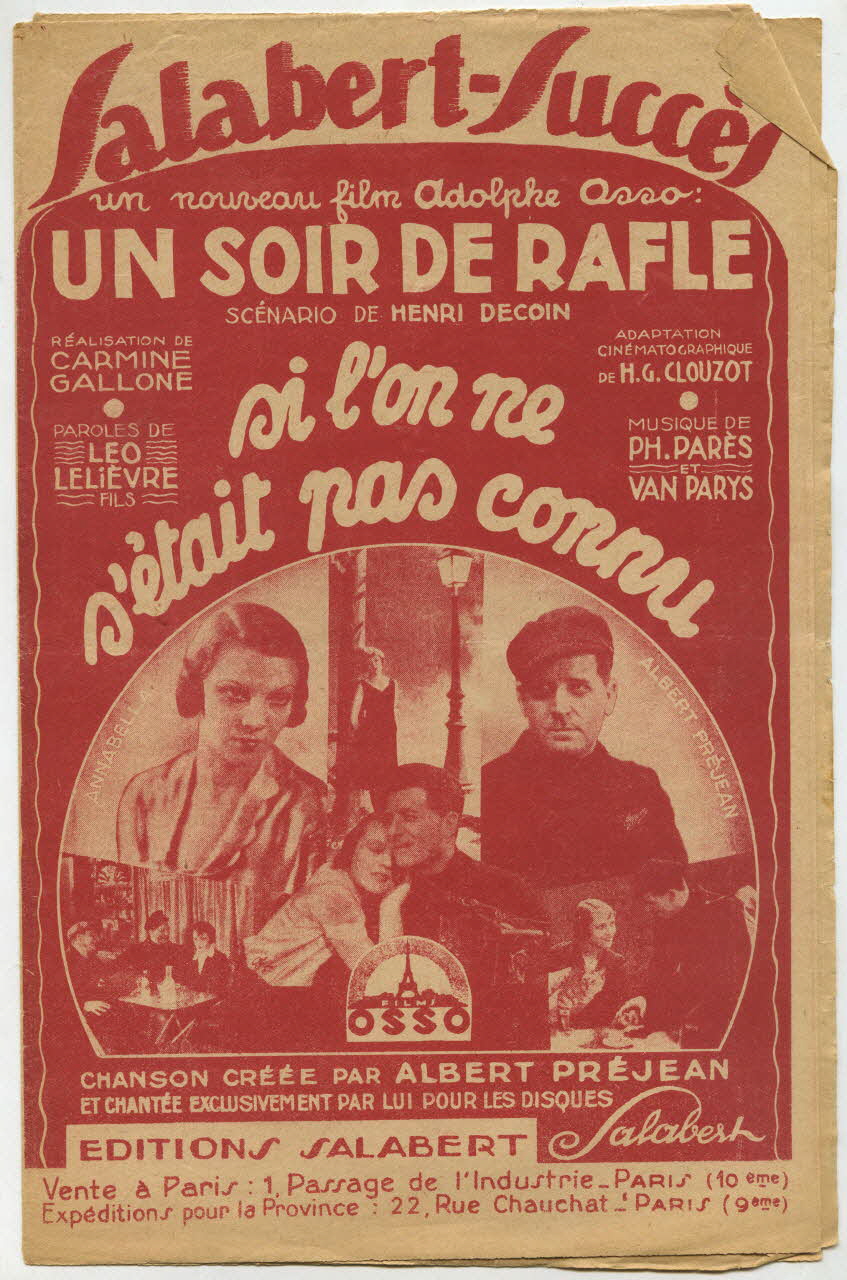 Salabert-Succès
un nouveau film Adolphe Osso:
UN SOIR DE RAFLE
SCÉNARIO DE HENRI DECOIN
RÉALISATION DE
CARMINE
GALLONE
PAROLES DE
LEO
LELIÈVRE
FILS
ADAPTATION
CINÉMATOGRAPHIQUE
DE H.G. CLOUZOT
MUSIQUE DE
PH. PARÈS
ET
VAN PARYS
si l'on ne
s'était pas connu
ANNABELLA
ALBERT PRÉJEAN
FILMS
OSSO
CHANSON CRÉÉE PAR ALBERT PRÉJEAN
ET CHANTÉE EXCLUSIVEMENT PAR LUI POUR LES DISQUES
Salabert
EDITIONS SALABERT
Vente à Paris : 1, Passage de l'Industrie_PARIS (10 eme)
Expéditions pour la Province : 22, Rue Chauchat_PARIS (9eme)